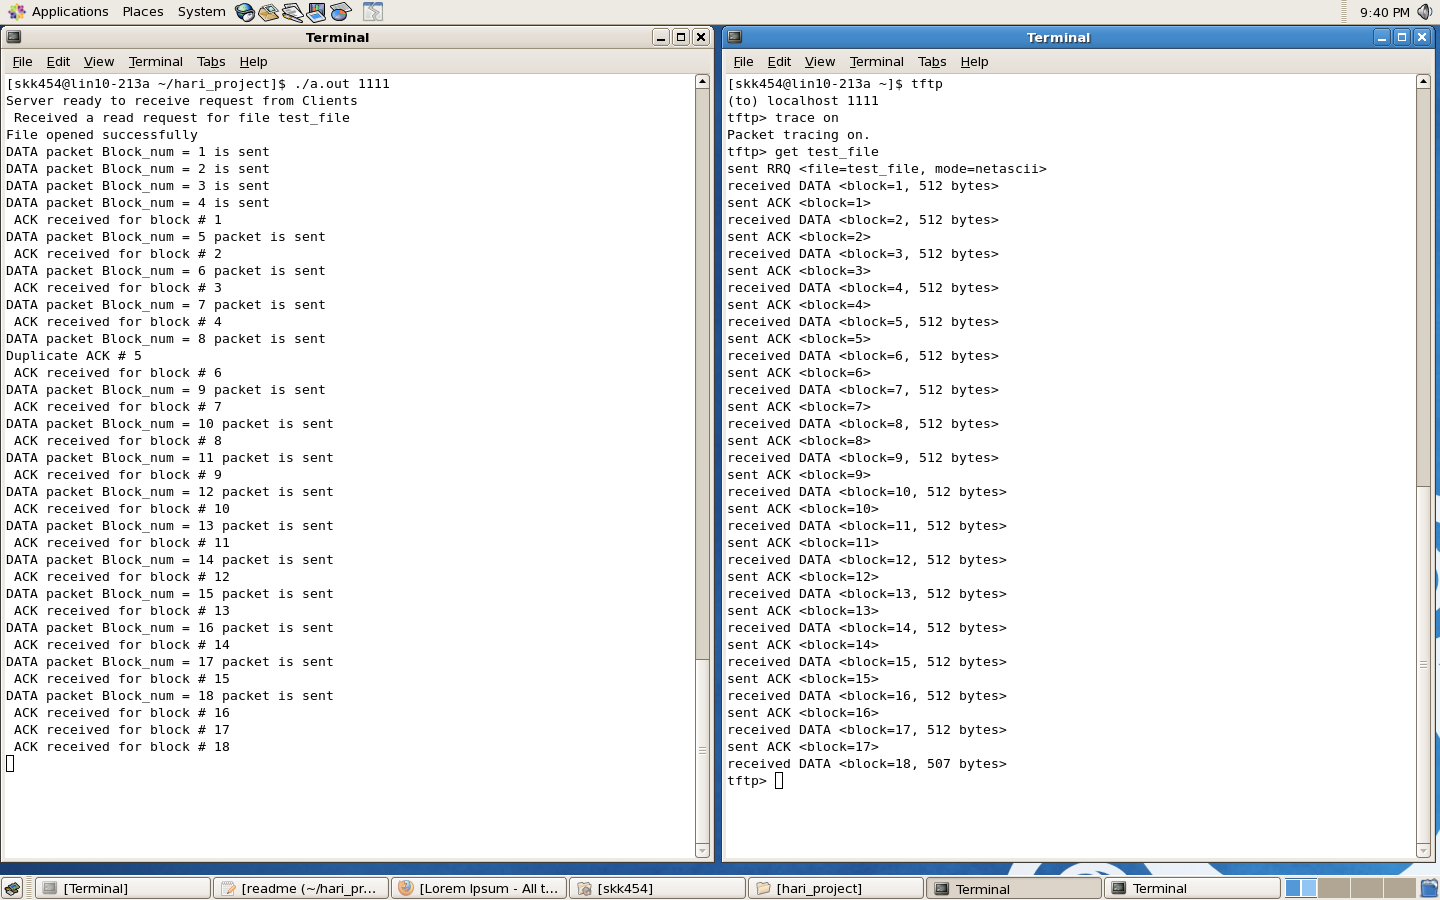 Applications Places System 9:40 PM
Terminal
File Edit View Terminal Tabs Help
[skk454@lin10-213a ~/hari_project]$ ./a.out 1111
Server ready to receive request from Clients
Received a read request for file test_file
File opened successfully
DATA packet Block_num = 1 is sent
DATA packet Block_num = 2 is sent
DATA packet Block_num = 3 is sent
DATA packet Block_num = 4 is sent
ACK received for block # 1
DATA packet Block_num = 5 packet is sent
ACK received for block # 2
DATA packet Block_num = 6 packet is sent
ACK received for block # 3
DATA packet Block_num = 7 packet is sent
ACK received for block # 4
DATA packet Block_num = 8 packet is sent
Duplicate ACK # 5
ACK received for block # 6
DATA packet Block_num = 9 packet is sent
ACK received for block # 7
DATA packet Block_num = 10 packet is sent
ACK received for block # 8
DATA packet Block_num = 11 packet is sent
ACK received for block # 9
DATA packet Block_num = 12 packet is sent
ACK received for block # 10
DATA packet Block_num = 13 packet is sent
ACK received for block # 11
DATA packet Block_num = 14 packet is sent
ACK received for block # 12
DATA packet Block_num = 15 packet is sent
ACK received for block # 13
DATA packet Block_num = 16 packet is sent
ACK received for block # 14
DATA packet Block_num = 17 packet is sent
ACK received for block # 15
DATA packet Block_num = 18 packet is sent
ACK received for block # 16
ACK received for block # 17
ACK received for block # 18
Terminal
File Edit View Terminal Tabs Help
[skk454@lin10-213a ~]$ tftp
(to) localhost 1111
tftp> trace on
Packet tracing on.
tftp> get test_file
sent RRQ <file=test_file, mode=netascii>
received DATA <block=1, 512 bytes>
sent ACK <block=1>
received DATA <block=2, 512 bytes>
sent ACK <block=2>
received DATA <block=3, 512 bytes>
sent ACK <block=3>
received DATA <block=4, 512 bytes>
sent ACK <block=4>
received DATA <block=5, 512 bytes>
sent ACK <block=5>
received DATA <block=6, 512 bytes>
sent ACK <block=6>
received DATA <block=7, 512 bytes>
sent ACK <block=7>
received DATA <block=8, 512 bytes>
sent ACK <block=8>
received DATA <block=9, 512 bytes>
sent ACK <block=9>
received DATA <block=10, 512 bytes>
sent ACK <block=10>
received DATA <block=11, 512 bytes>
sent ACK <block=11>
received DATA <block=12, 512 bytes>
sent ACK <block=12>
received DATA <block=13, 512 bytes>
sent ACK <block=13>
received DATA <block=14, 512 bytes>
sent ACK <block=14>
received DATA <block=15, 512 bytes>
sent ACK <block=15>
received DATA <block=16, 512 bytes>
sent ACK <block=16>
received DATA <block=17, 512 bytes>
sent ACK <block=17>
received DATA <block=18, 507 bytes>
tftp>
[Terminal] [readme (~/hari_pr... [Lorem Ipsum - All t... [skk454] [hari_project] Terminal Terminal